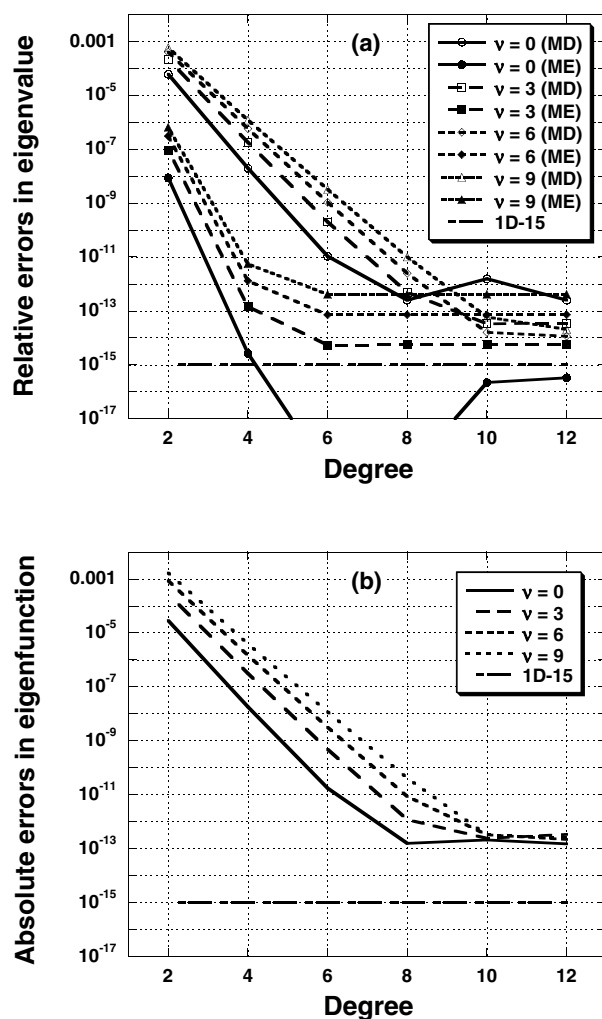 (a)
Relative errors in eigenvalue
0.001
10-5
10-7
10-9
10-11
10-13
10-15
10-17
ν = 0 (MD)
ν = 0 (ME)
ν = 3 (MD)
ν = 3 (ME)
ν = 6 (MD)
ν = 6 (ME)
ν = 9 (MD)
ν = 9 (ME)
1D-15
2 4 6 8 10 12
Degree
(b)
Absolute errors in eigenfunction
0.001
10-5
10-7
10-9
10-11
10-13
10-15
10-17
ν = 0
ν = 3
ν = 6
ν = 9
1D-15
2 4 6 8 10 12
Degree